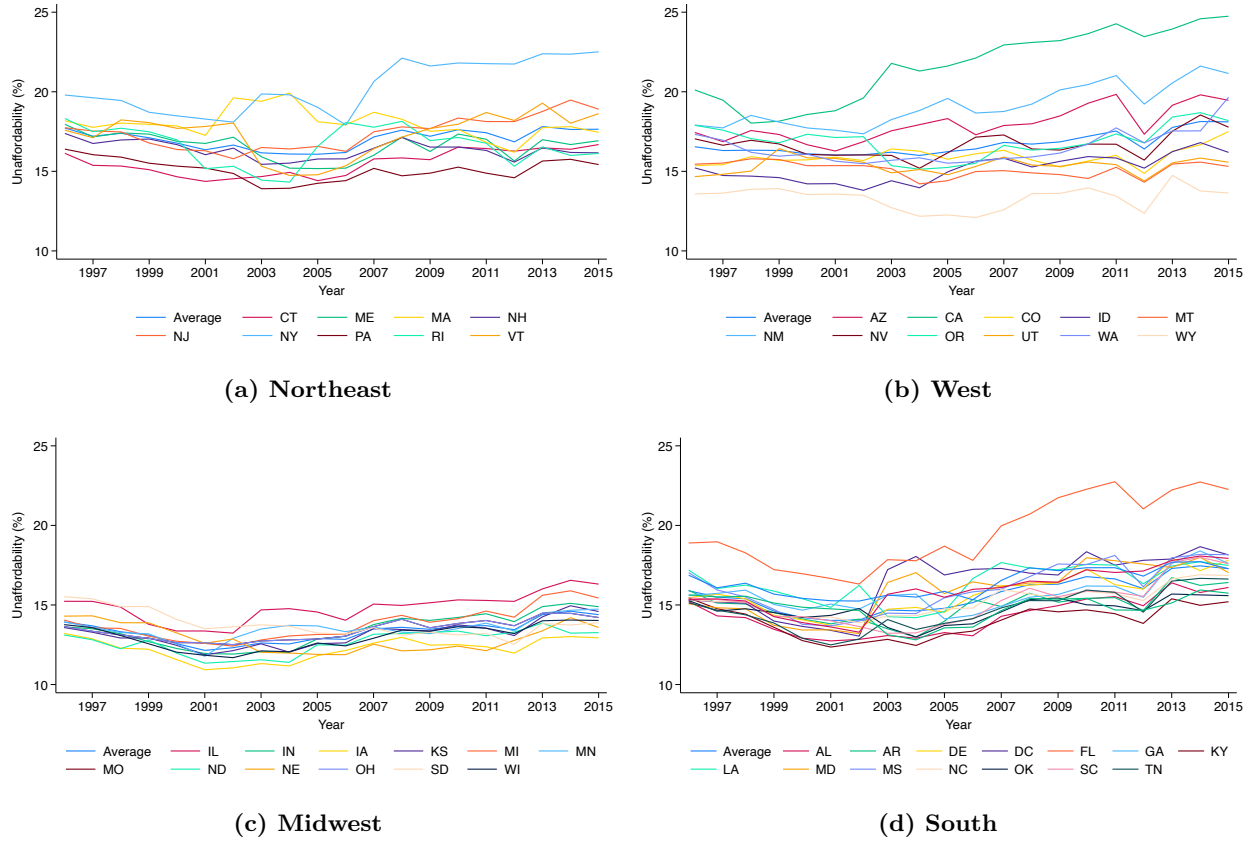 25
20
15
10
Unaffordability (%)
1997 1999 2001 2003 2005 2007 2009 2011 2013 2015
Year
Average CT ME MA NH
NJ NY PA RI VT
(a) Northeast
25
20
15
10
Unaffordability (%)
1997 1999 2001 2003 2005 2007 2009 2011 2013 2015
Year
Average AZ CA CO ID MT
NM NV OR UT WA WY
(b) West
25
20
15
10
Unaffordability (%)
1997 1999 2001 2003 2005 2007 2009 2011 2013 2015
Year
Average IL IN IA KS MI MN
MO ND NE OH SD WI
(c) Midwest
25
20
15
10
Unaffordability (%)
1997 1999 2001 2003 2005 2007 2009 2011 2013 2015
Year
Average AL AR DE DC FL GA KY
LA MD MS NC OK SC TN
(d) South